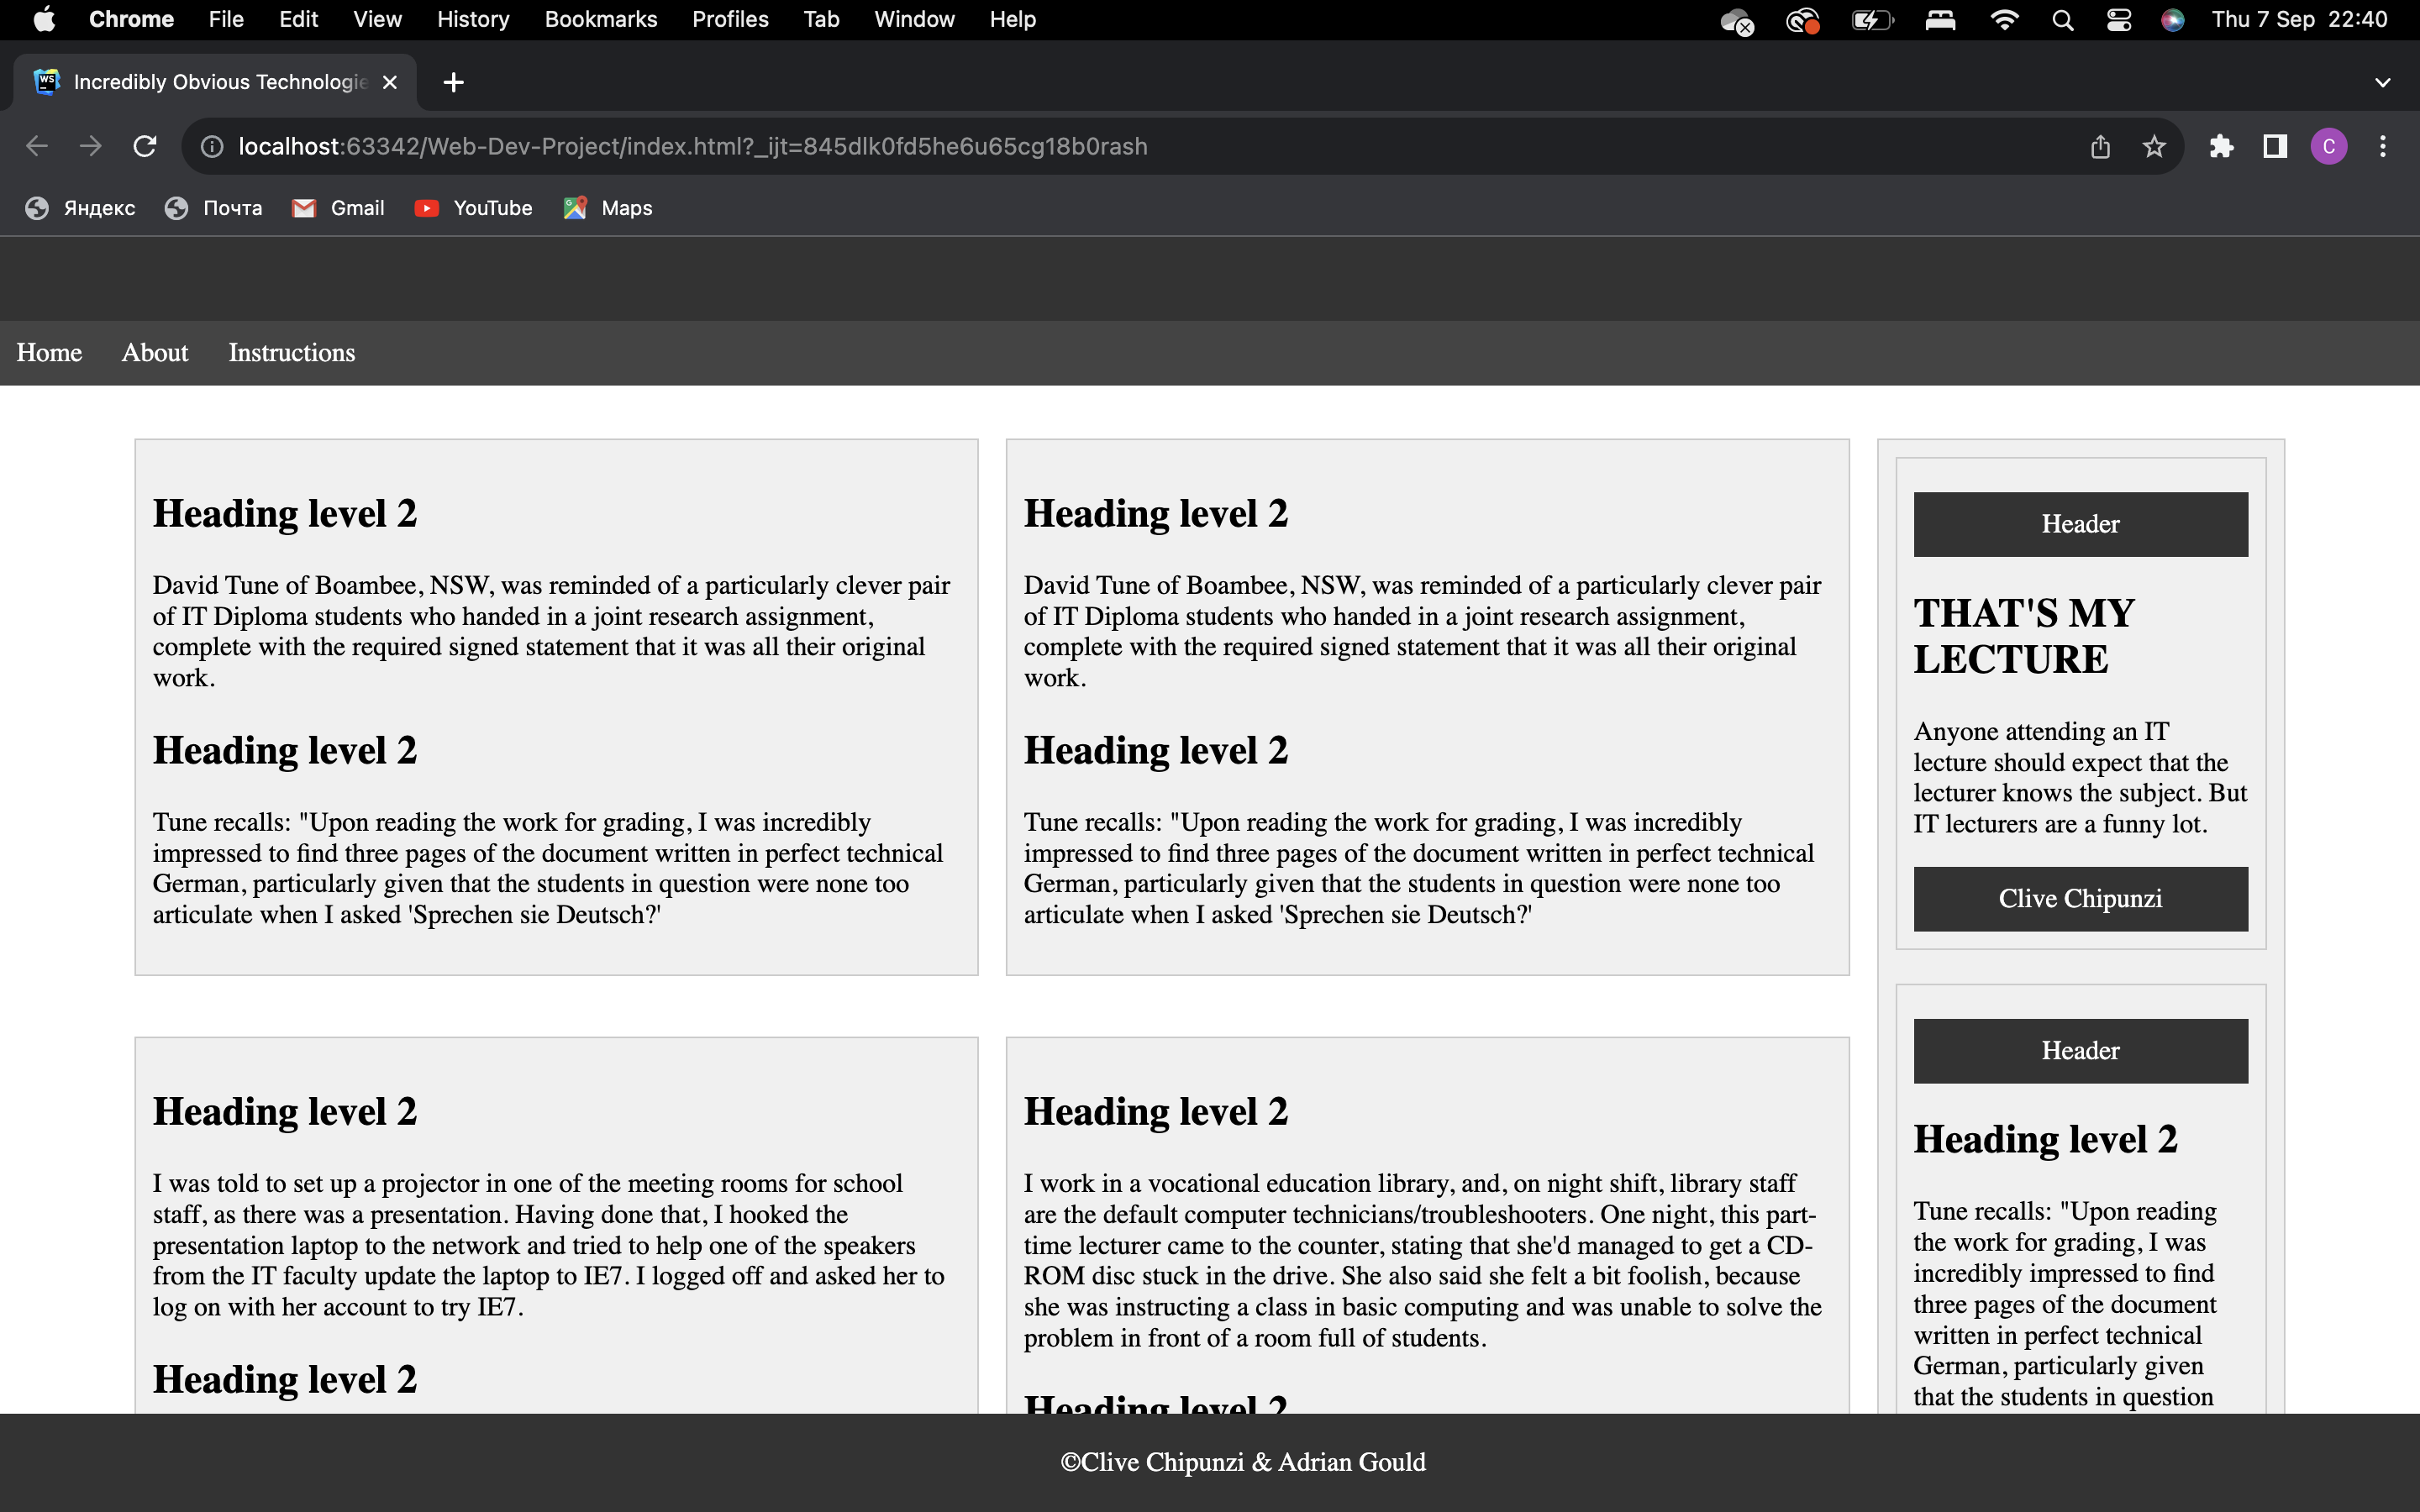 Chrome File Edit View History Bookmarks Profiles Tab Window Help Thu 7 Sep 22:40
WS Incredibly Obvious Technologie
localhost:63342/Web-Dev-Project/index.html?_ijt=845dlk0fd5he6u65cg18b0rash C
Яндекс Почта Gmail YouTube Maps
Home About Instructions
Heading level 2
David Tune of Boambee, NSW, was reminded of a particularly clever pair
of IT Diploma students who handed in a joint research assignment,
complete with the required signed statement that it was all their original
work.
Heading level 2
Tune recalls: "Upon reading the work for grading, I was incredibly
impressed to find three pages of the document written in perfect technical
German, particularly given that the students in question were none too
articulate when I asked 'Sprechen sie Deutsch?'
Heading level 2
David Tune of Boambee, NSW, was reminded of a particularly clever pair
of IT Diploma students who handed in a joint research assignment,
complete with the required signed statement that it was all their original
work.
Heading level 2
Tune recalls: "Upon reading the work for grading, I was incredibly
impressed to find three pages of the document written in perfect technical
German, particularly given that the students in question were none too
articulate when I asked 'Sprechen sie Deutsch?'
Heading level 2
I was told to set up a projector in one of the meeting rooms for school
staff, as there was a presentation. Having done that, I hooked the
presentation laptop to the network and tried to help one of the speakers
from the IT faculty update the laptop to IE7. I logged off and asked her to
log on with her account to try IE7.
Heading level 2
Heading level 2
I work in a vocational education library, and, on night shift, library staff
are the default computer technicians/troubleshooters. One night, this part-
time lecturer came to the counter, stating that she'd managed to get a CD-
ROM disc stuck in the drive. She also said she felt a bit foolish, because
she was instructing a class in basic computing and was unable to solve the
problem in front of a room full of students.
Heading level 2
Header
THAT'S MY
LECTURE
Anyone attending an IT
lecture should expect that the
lecturer knows the subject. But
IT lecturers are a funny lot.
Clive Chipunzi
Header
Heading level 2
Tune recalls: "Upon reading
the work for grading, I was
incredibly impressed to find
three pages of the document
written in perfect technical
German, particularly given
that the students in question
©Clive Chipunzi & Adrian Gould